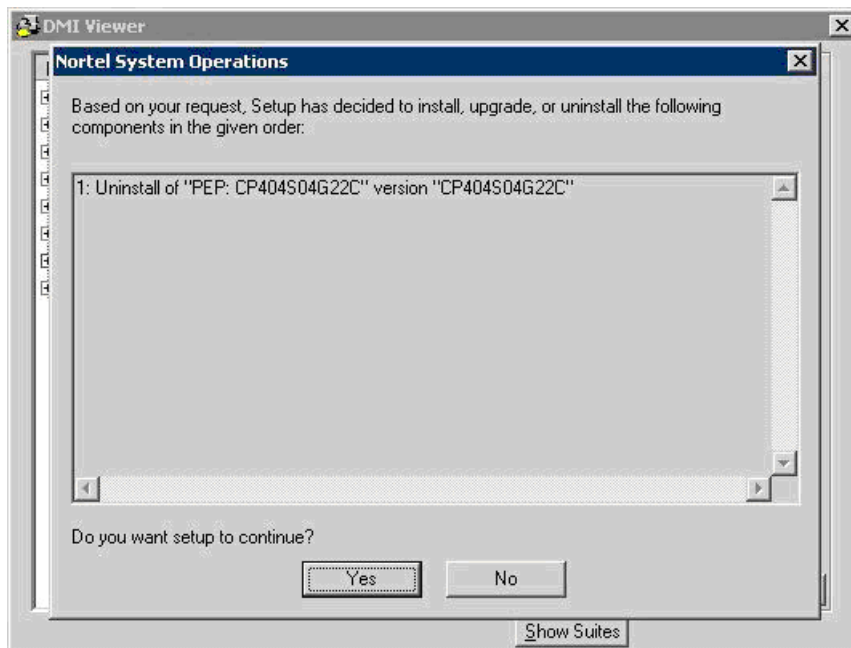 DMI Viewer
Nortel System Operations
Based on your request, Setup has decided to install, upgrade, or uninstall the following
components in the given order:
1: Uninstall of "PEP: CP404S04G22C" version "CP404S04G22C"
Do you want setup to continue?
Yes
No
Show Suites